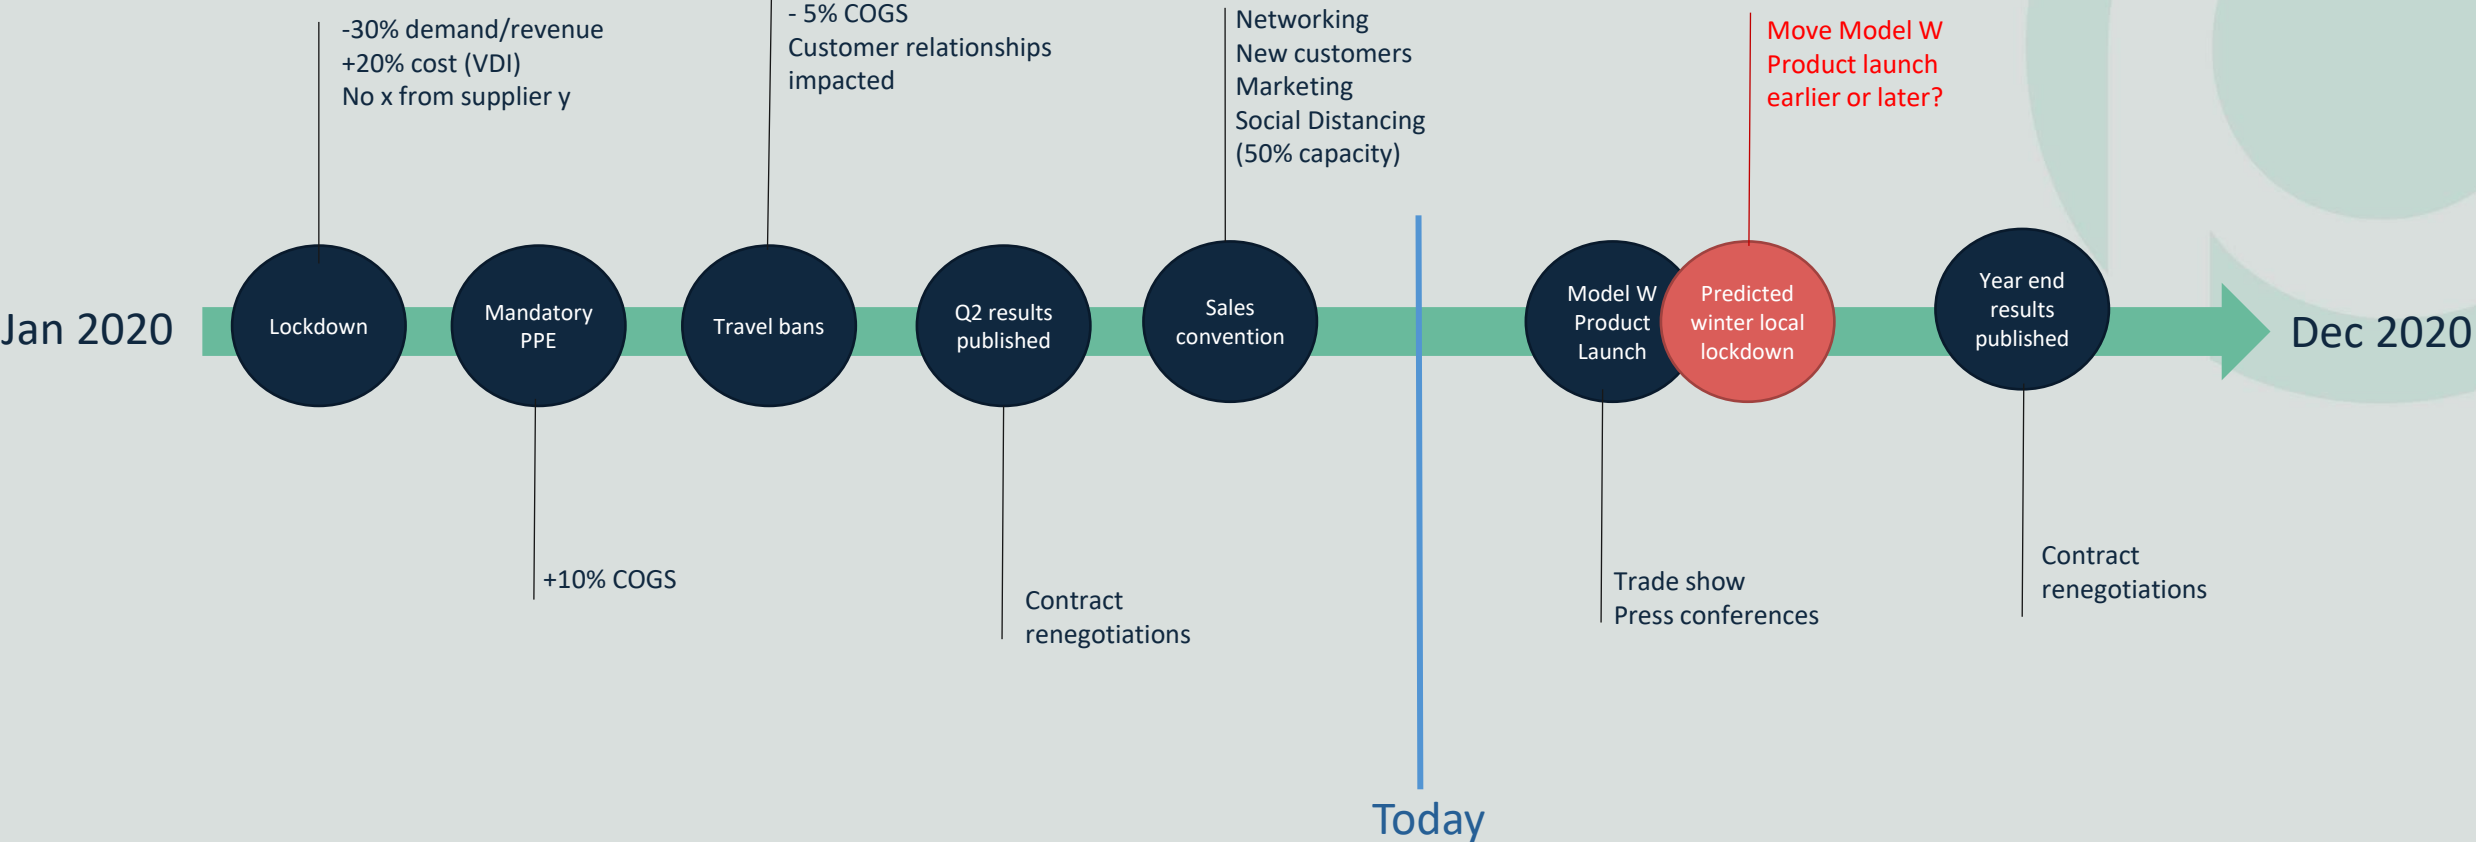 -30% demand/revenue
+20% cost (VDI)
No x from supplier y
- 5% COGS
Customer relationships
impacted
Networking
New customers
Marketing
Social Distancing
(50% capacity)
Move Model W
Product launch
earlier or later?
Jan 2020
Lockdown
Mandatory
PPE
Travel bans
Q2 results
published
Sales
convention
Model W
Product
Launch
Predicted
winter local
lockdown
Year end
results
published
Dec 2020
+10% COGS
Contract
renegotiations
Trade show
Press conferences
Contract
renegotiations
Today